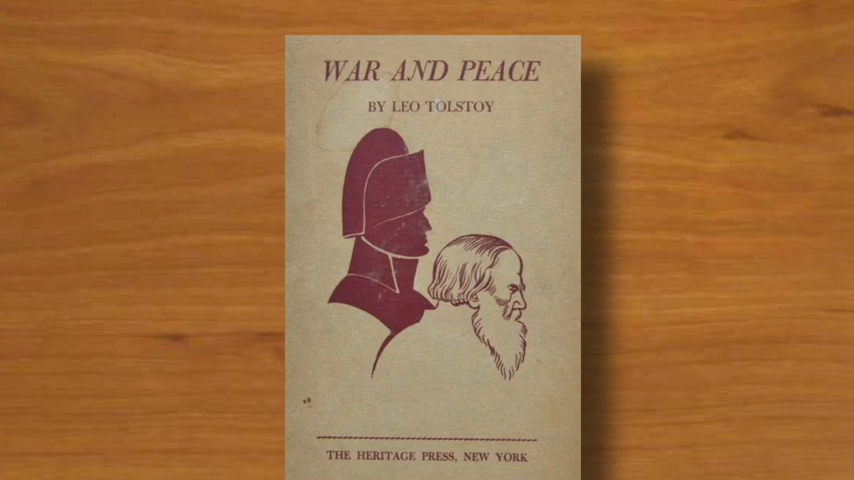 WAR AND PEACE
BY LEO TOLSTOY
THE HERITAGE PRESS, NEW YORK